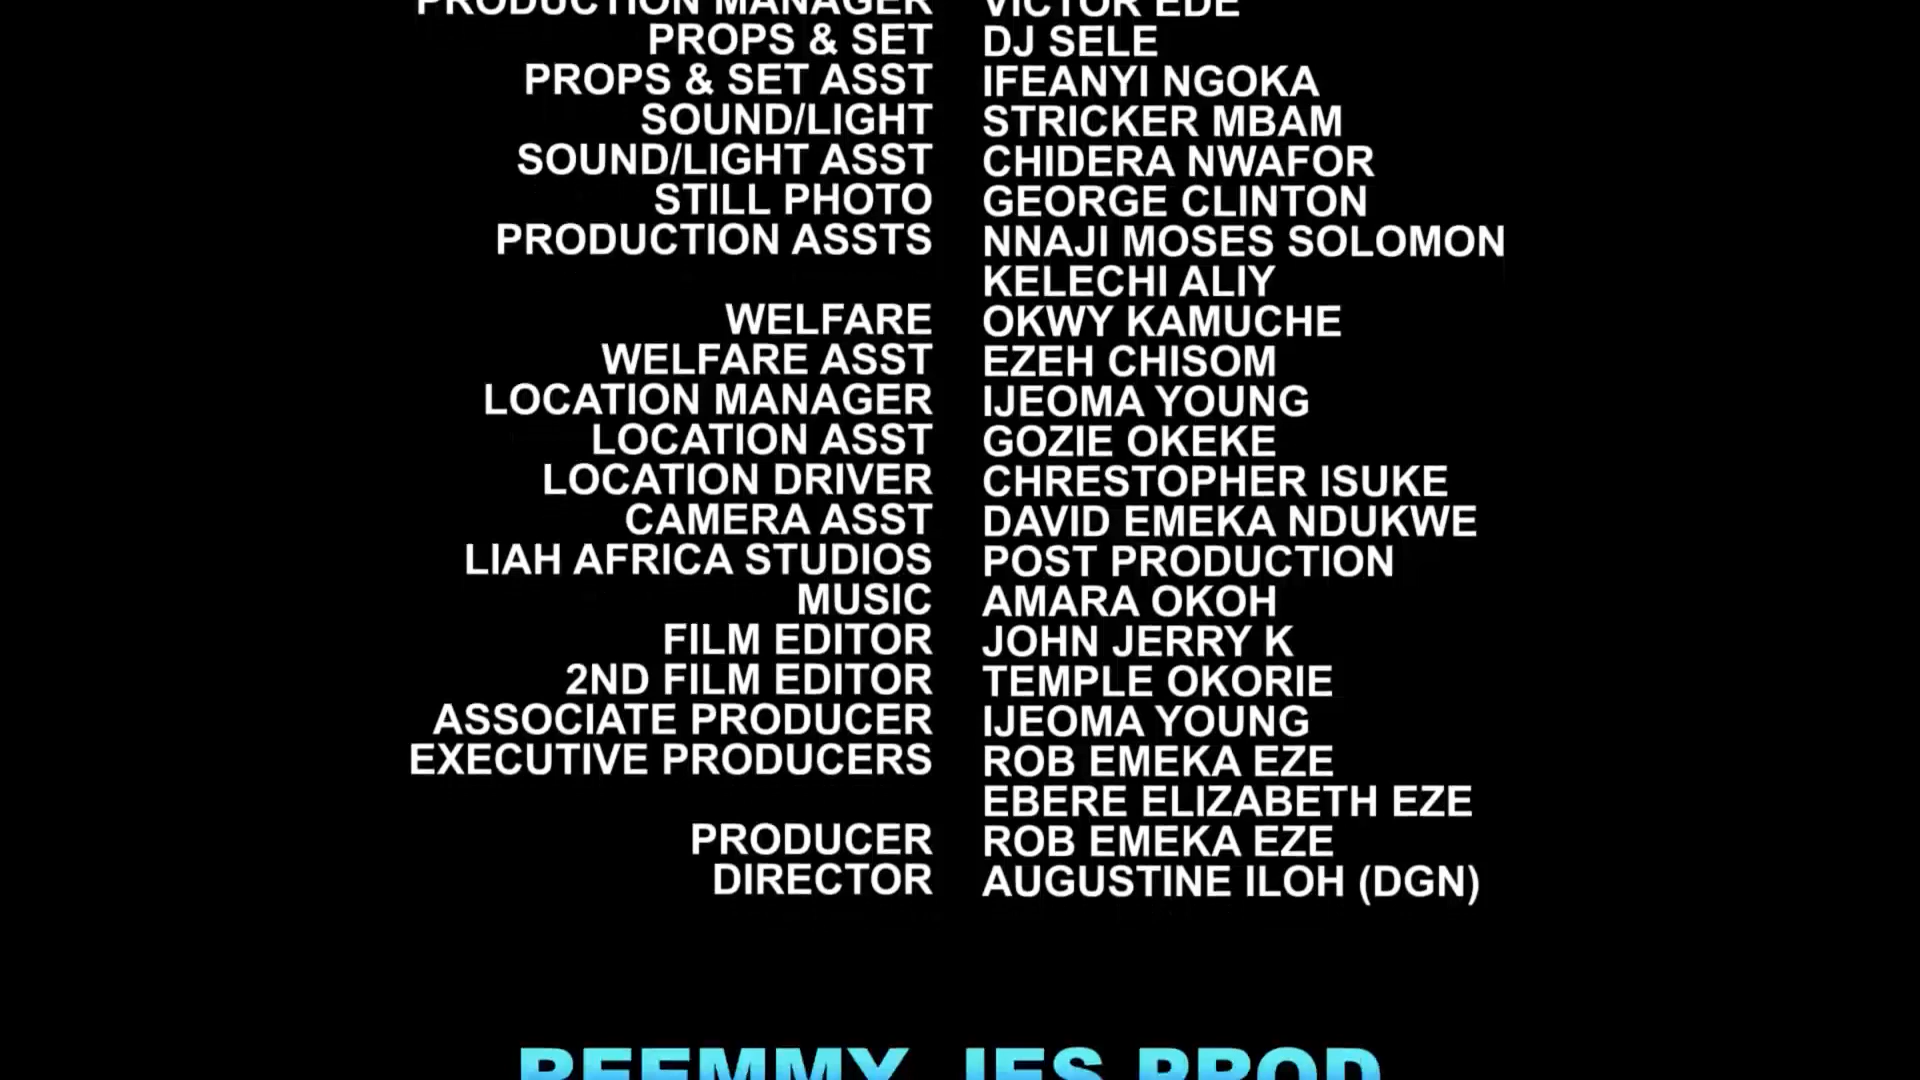 PRODUCTION MANAGER VICTOR EDE
PROPS & SET DJ SELE
PROPS & SET ASST IFEANYI NGOKA
SOUND/LIGHT STRICKER MBAM
SOUND/LIGHT ASST CHIDERA NWAFOR
STILL PHOTO GEORGE CLINTON
PRODUCTION ASSTS NNAJI MOSES SOLOMON
KELECHI ALIY
WELFARE OKWY KAMUCHE
WELFARE ASST EZEH CHISOM
LOCATION MANAGER IJEOMA YOUNG
LOCATION ASST GOZIE OKEKE
LOCATION DRIVER CHRESTOPHER ISUKE
CAMERA ASST DAVID EMEKA NDUKWE
LIAH AFRICA STUDIOS POST PRODUCTION
MUSIC AMARA OKOH
FILM EDITOR JOHN JERRY K
2ND FILM EDITOR TEMPLE OKORIE
ASSOCIATE PRODUCER IJEOMA YOUNG
EXECUTIVE PRODUCERS ROB EMEKA EZE
EBERE ELIZABETH EZE
PRODUCER ROB EMEKA EZE
DIRECTOR AUGUSTINE ILOH (DGN)
JES PROD